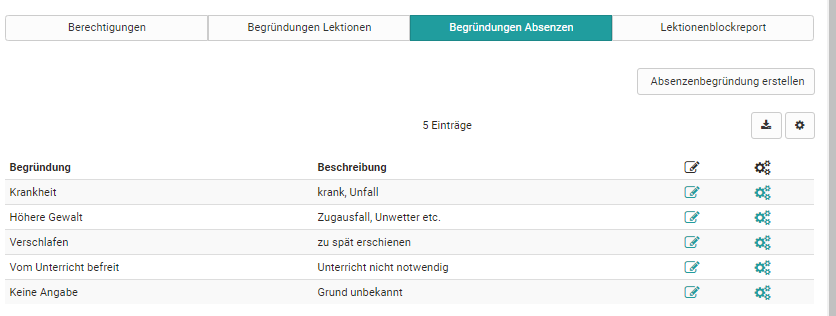 Berechtigungen Begründungen Lektionen Begründungen Absenzen Lektionenblockreport
Absenzenbegründung erstellen
5 Einträge
Begründung Beschreibung
Krankheit krank, Unfall
Höhere Gewalt Zugausfall, Unwetter etc.
Verschlafen zu spät erschienen
Vom Unterricht befreit Unterricht nicht notwendig
Keine Angabe Grund unbekannt